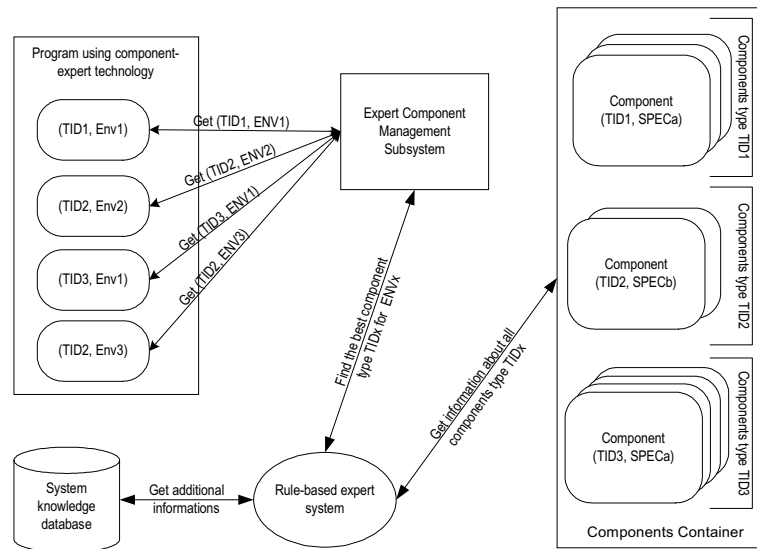 Program using component-
expert technology
(TID1, Env1)
(TID2, Env2)
(TID3, Env1)
(TID2, Env3)
Get (TID1, ENV1)
Get (TID2, ENV2)
Get (TID3, ENV1)
Get (TID2, ENV3)
Expert Component
Management
Subsystem
Find the best component
type TIDx for ENVx
Get information about all
components type TIDx
System
knowledge
database
Get additional
informations
Rule-based expert
system
Component
(TID1, SPECa)
Components type TID1
Component
(TID2, SPECb)
Components type TID2
Component
(TID3, SPECa)
Components type TID3
Components Container